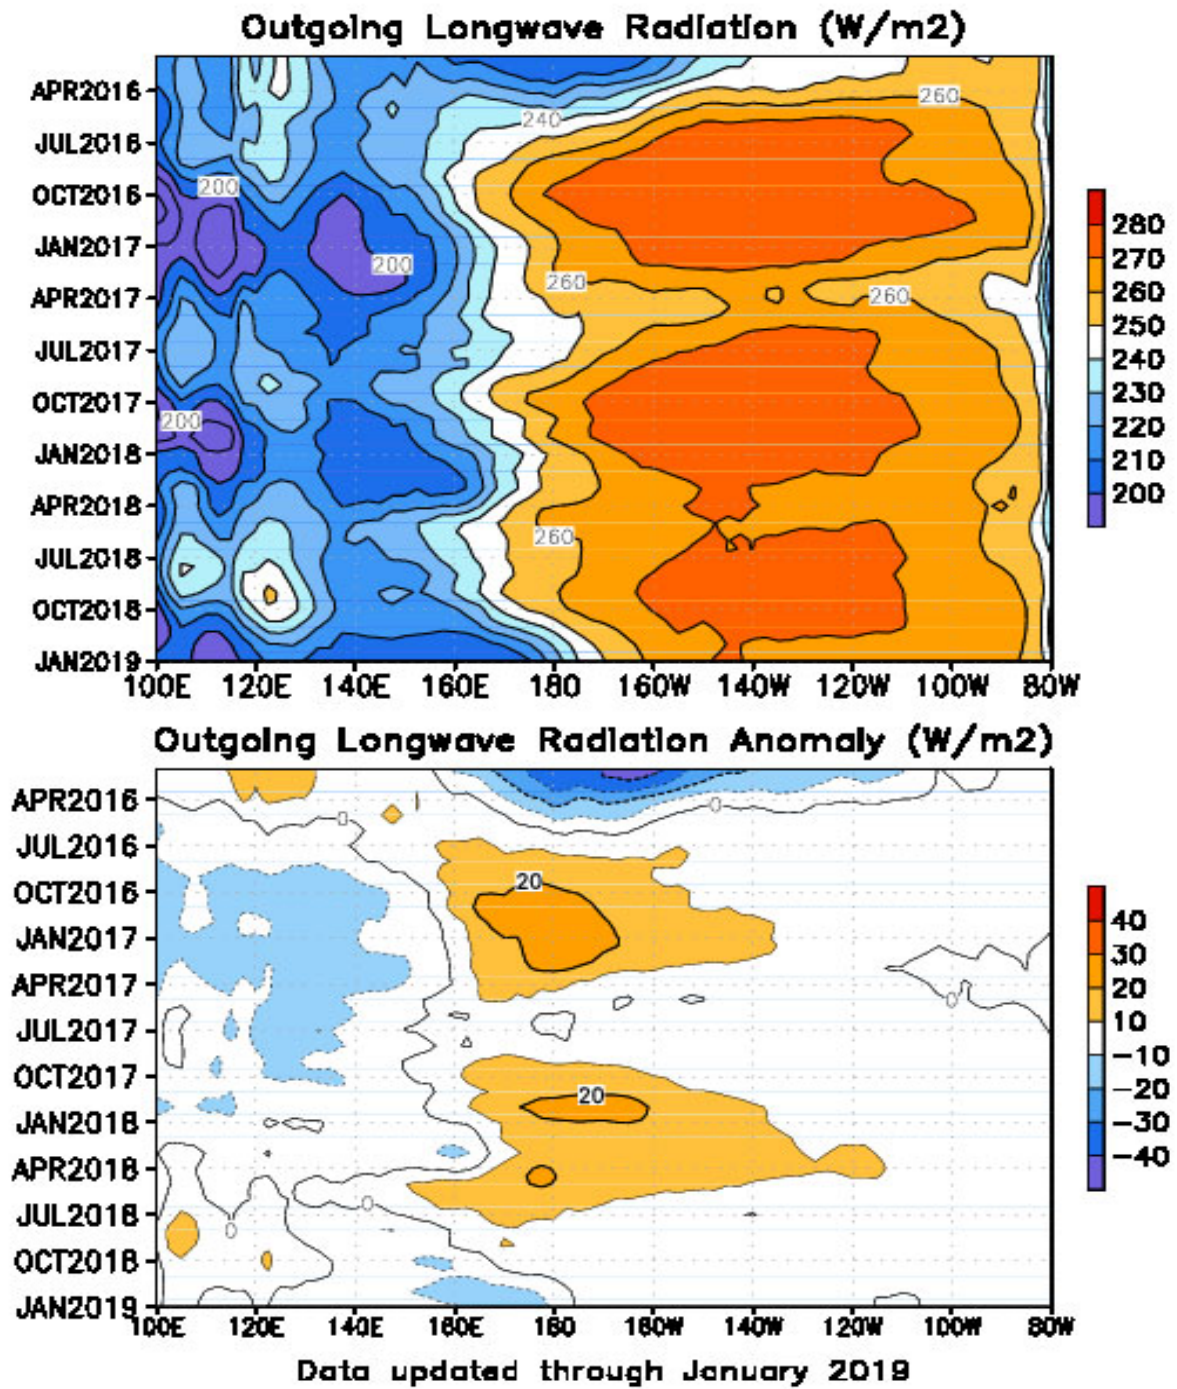 Outgoing Longwave Radiation (W/m2)
APR2016
JUL2016
OCT2016
JAN2017
APR2017
JUL2017
OCT2017
JAN2018
APR2018
JUL2018
OCT2018
JAN2019
260
240
200
200
260
260
200
260
100E 120E 140E 160E 180 160W 140W 120W 100W 80W
280
270
260
250
240
230
220
210
200
Outgoing Longwave Radiation Anomaly (W/m2)
APR2016
JUL2016
OCT2016
JAN2017
APR2017
JUL2017
OCT2017
JAN2018
APR2018
JUL2018
OCT2018
JAN2019
0
0
20
0
20
0
0
100E 120E 140E 160E 180 160W 140W 120W 100W 80W
40
30
20
10
-10
-20
-30
-40
Data updated through January 2019